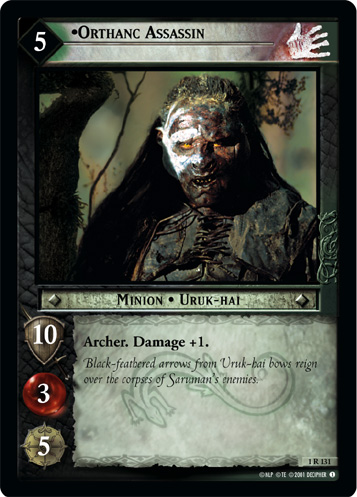 5
•Orthanc Assassin
Minion • Uruk-hai
10
Archer. Damage +1.
Black-feathered arrows from Uruk-hai bows reign
over the corpses of Saruman's enemies.
3
5
1 R 131
©NLP ™TE ©2001 DECIPHER